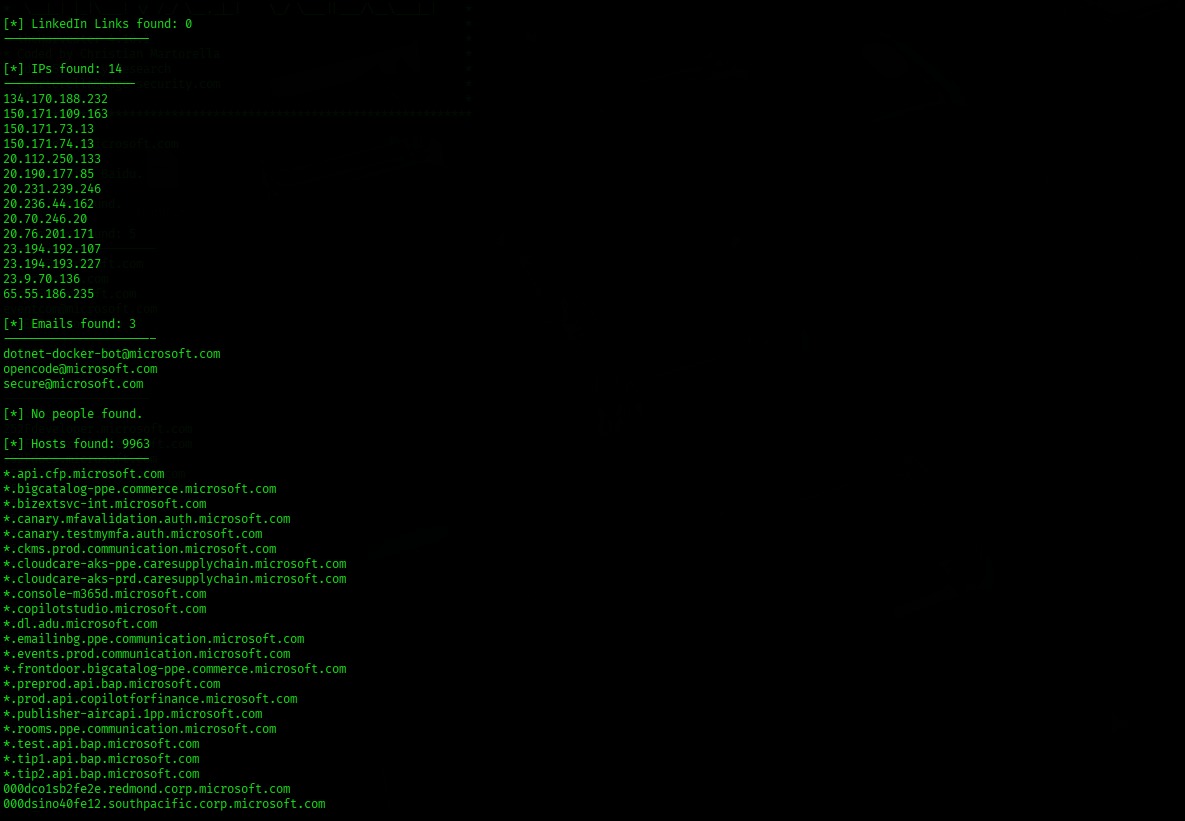 [*] LinkedIn Links found: 0
---------------------
[*] IPs found: 14
-------------------
134.170.188.232
150.171.109.163
150.171.73.13
150.171.74.13
20.112.250.133
20.190.177.85
20.231.239.246
20.236.44.162
20.70.246.20
20.76.201.171
23.194.192.107
23.194.193.227
23.9.70.136
65.55.186.235
[*] Emails found: 3
----------------------
dotnet-docker-bot@microsoft.com
opencode@microsoft.com
secure@microsoft.com
[*] No people found.
[*] Hosts found: 9963
---------------------
*.api.cfp.microsoft.com
*.bigcatalog-ppe.commerce.microsoft.com
*.bizextsvc-int.microsoft.com
*.canary.mfavalidation.auth.microsoft.com
*.canary.testmymfa.auth.microsoft.com
*.ckms.prod.communication.microsoft.com
*.cloudcare-aks-ppe.caresupplychain.microsoft.com
*.cloudcare-aks-prd.caresupplychain.microsoft.com
*.console-m365d.microsoft.com
*.copilotstudio.microsoft.com
*.dl.adu.microsoft.com
*.emailinbg.ppe.communication.microsoft.com
*.events.prod.communication.microsoft.com
*.frontdoor.bigcatalog-ppe.commerce.microsoft.com
*.preprod.api.bap.microsoft.com
*.prod.api.copilotforfinance.microsoft.com
*.publisher-aircapi.1pp.microsoft.com
*.rooms.ppe.communication.microsoft.com
*.test.api.bap.microsoft.com
*.tip1.api.bap.microsoft.com
*.tip2.api.bap.microsoft.com
000dco1sb2fe2e.redmond.corp.microsoft.com
000dsino40fe12.southpacific.corp.microsoft.com